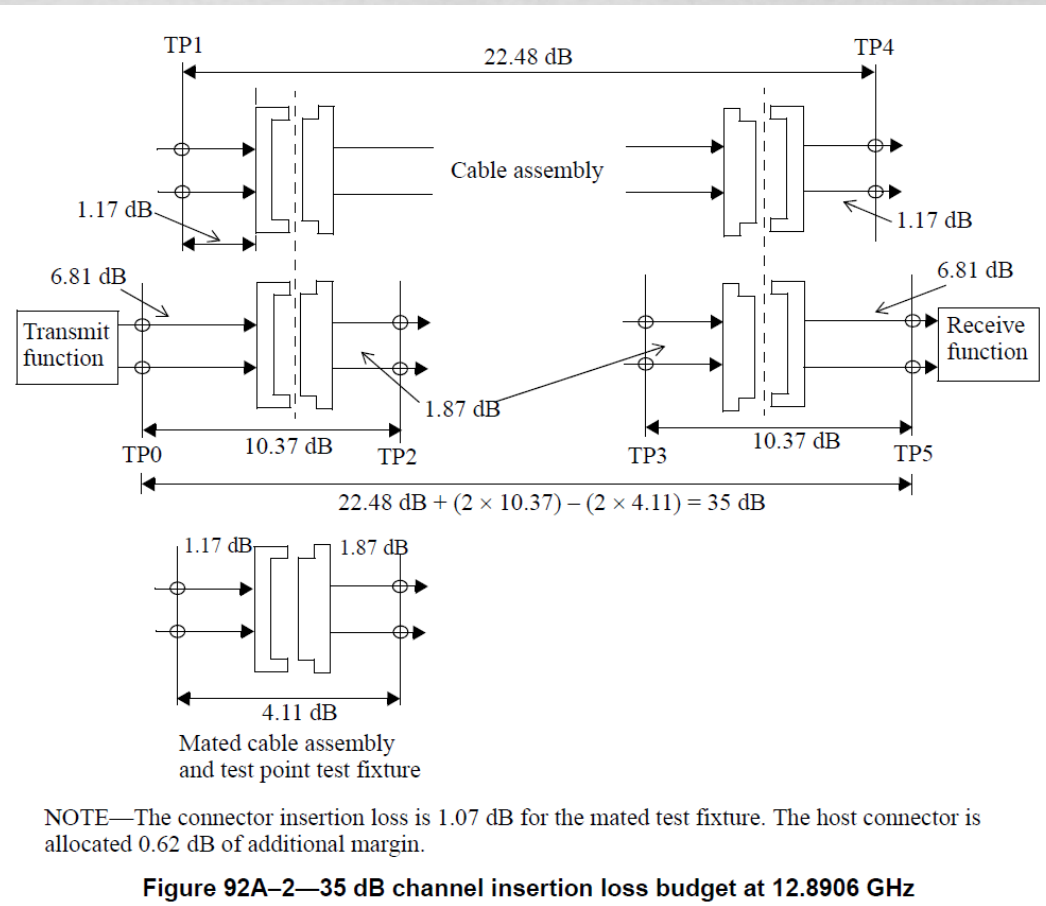 TP1
22.48 dB
TP4
Cable assembly
1.17 dB
1.17 dB
6.81 dB
6.81 dB
Transmit
function
Receive
function
1.87 dB
10.37 dB
10.37 dB
TP0
TP2
TP3
TP5
22.48 dB + (2 × 10.37) – (2 × 4.11) = 35 dB
1.17 dB
1.87 dB
4.11 dB
Mated cable assembly
and test point test fixture
NOTE—The connector insertion loss is 1.07 dB for the mated test fixture. The host connector is
allocated 0.62 dB of additional margin.
Figure 92A–2—35 dB channel insertion loss budget at 12.8906 GHz